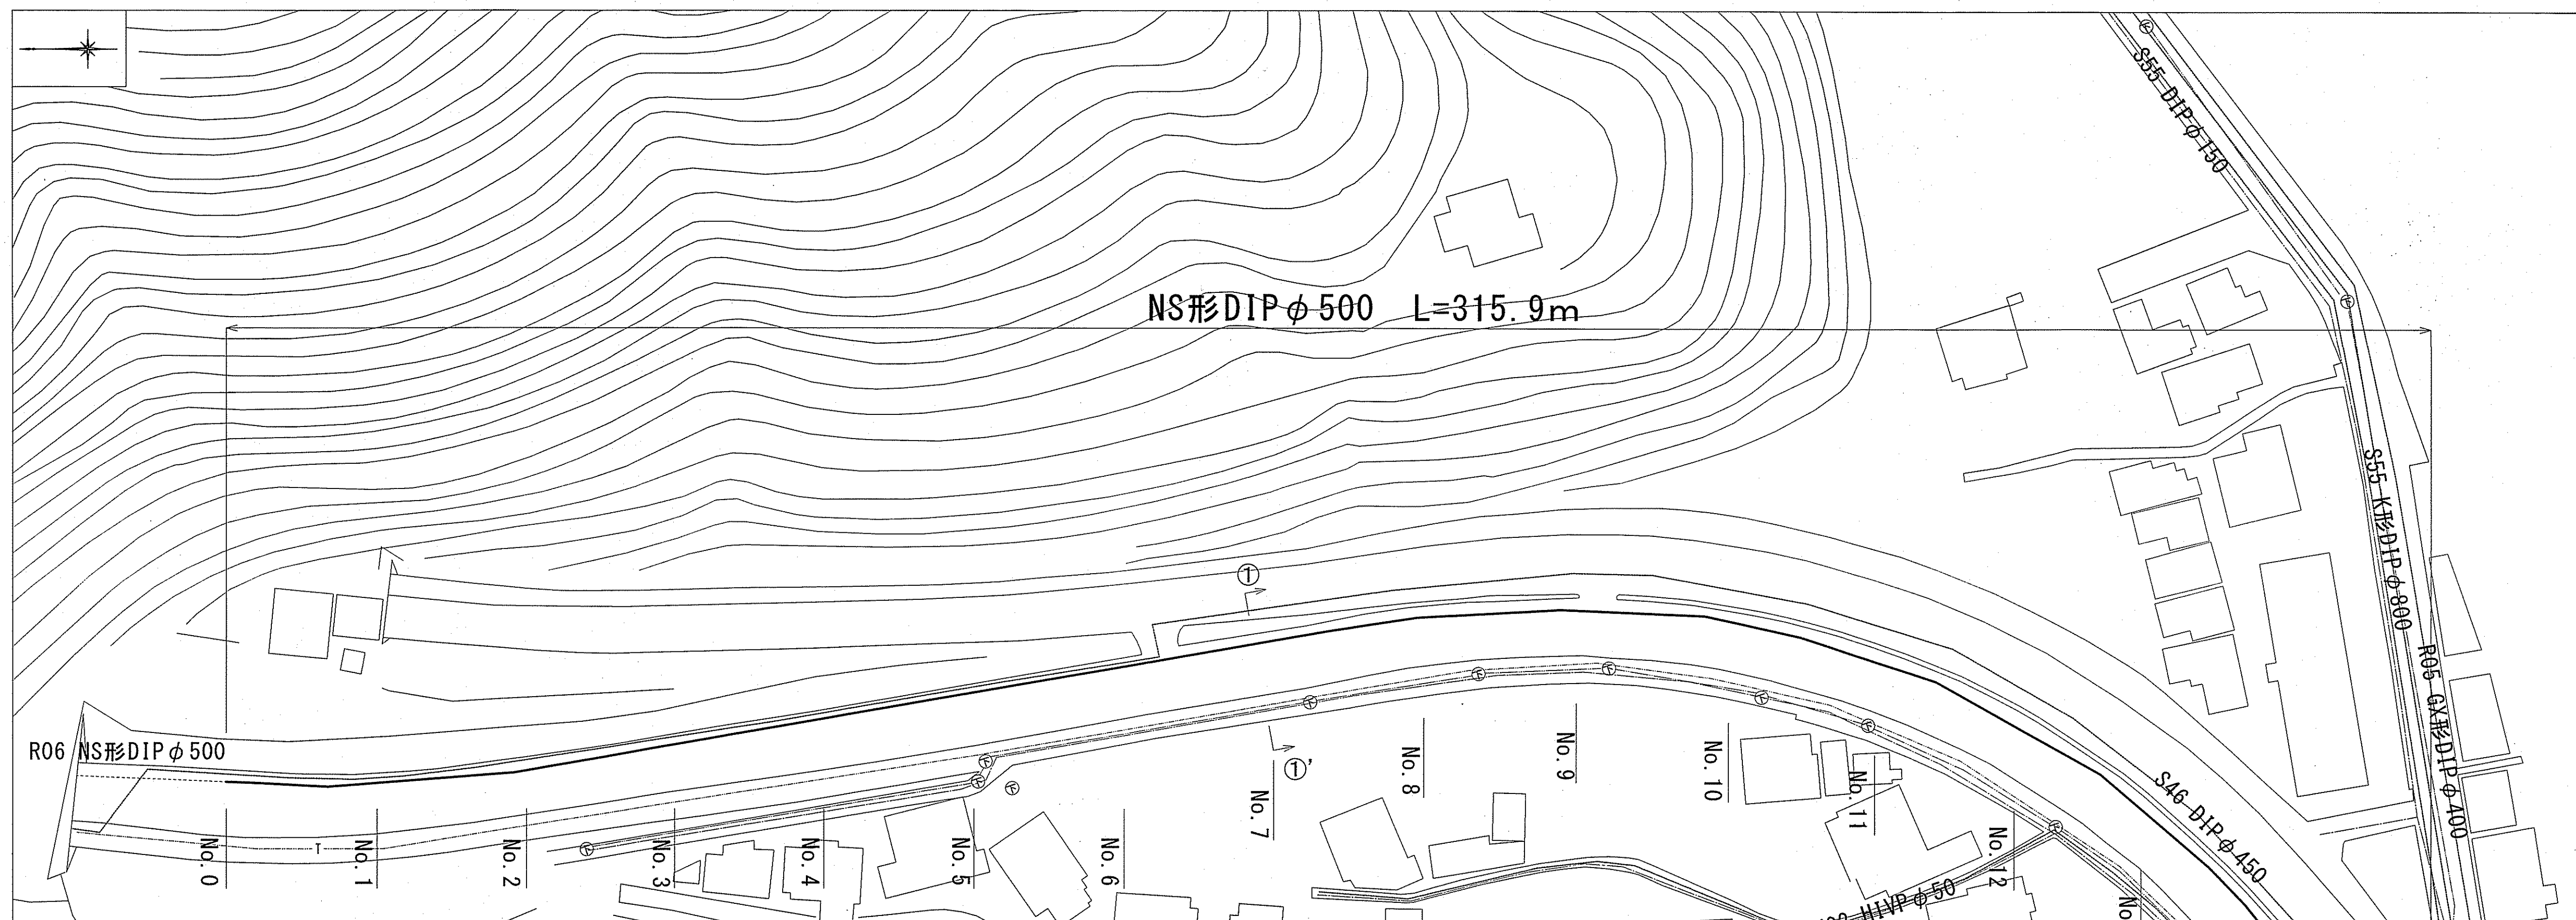 S55 DIPφ150
NS形DIPφ500 L=315.9m
S55 K形DIPφ800
①
R05 GX形DIPφ400
R06 NS形DIPφ500
①'
S46 DIPφ450
No.0
No.1
No.2
No.3
No.4
No.5
No.6
No.7
No.8
No.9
No.10
No.11
No.12
No
HIVPφ50